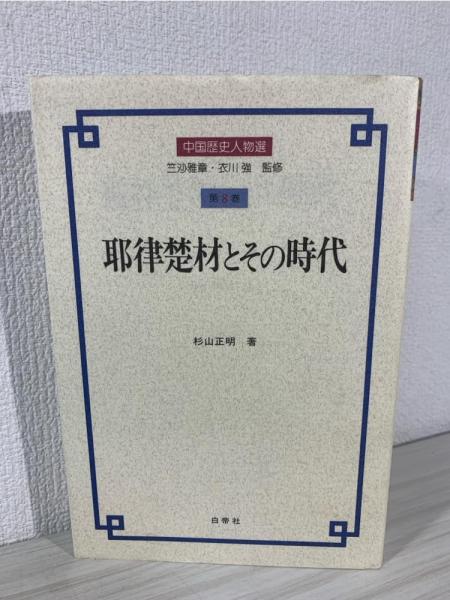 中国歴史人物選
竺沙雅章・衣川強 監修
第8巻
耶律楚材とその時代
杉山正明 著
白帝社